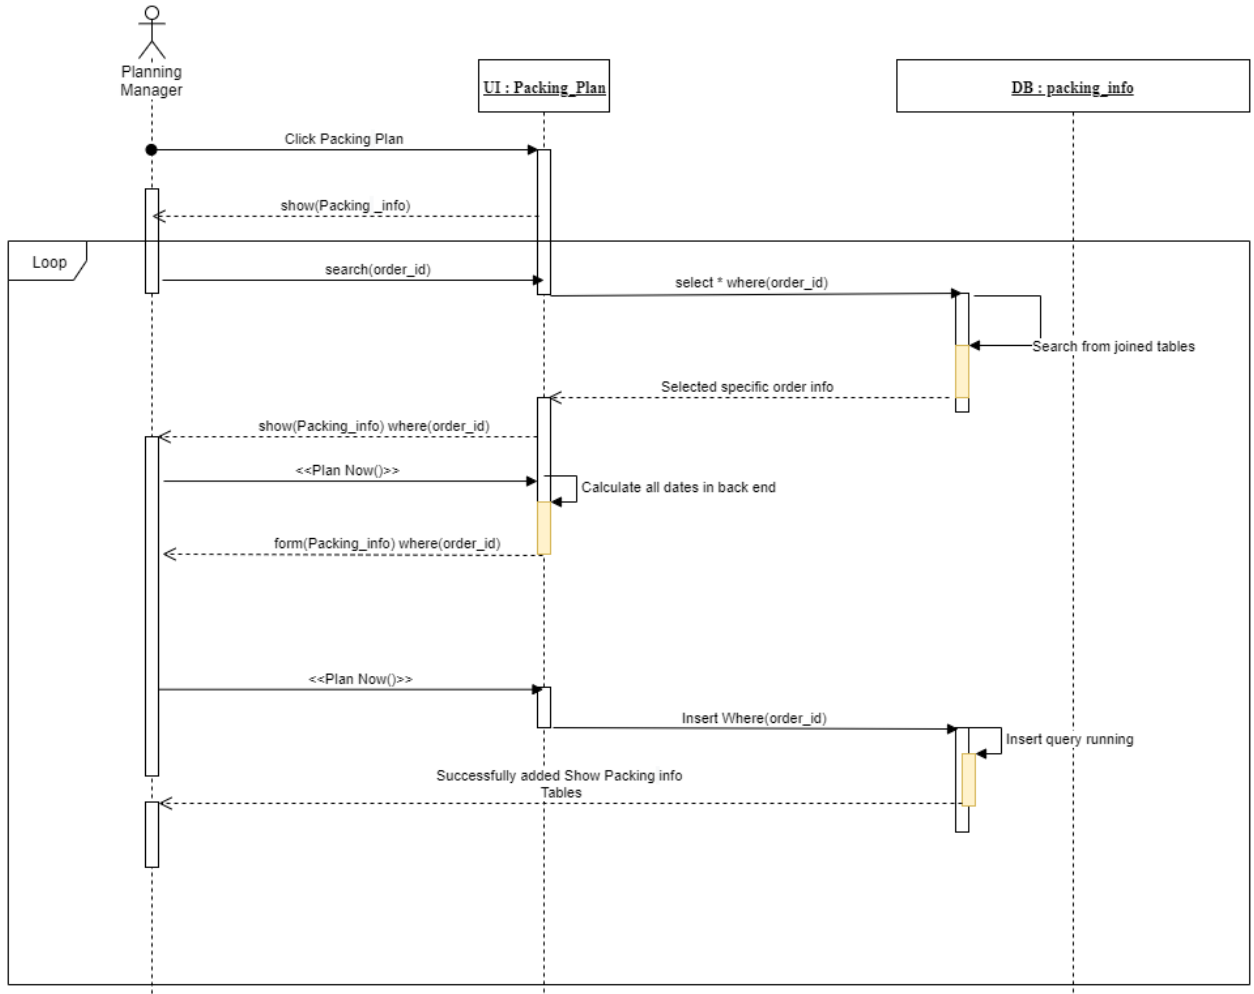 Planning
Manager
UI : Packing_Plan
DB : packing_info
Click Packing Plan
show(Packing _info)
Loop
search(order_id)
select * where(order_id)
Search from joined tables
Selected specific order info
show(Packing_info) where(order_id)
<<Plan Now()>>
Calculate all dates in back end
form(Packing_info) where(order_id)
<<Plan Now()>>
Insert Where(order_id)
Insert query running
Successfully added Show Packing info
Tables